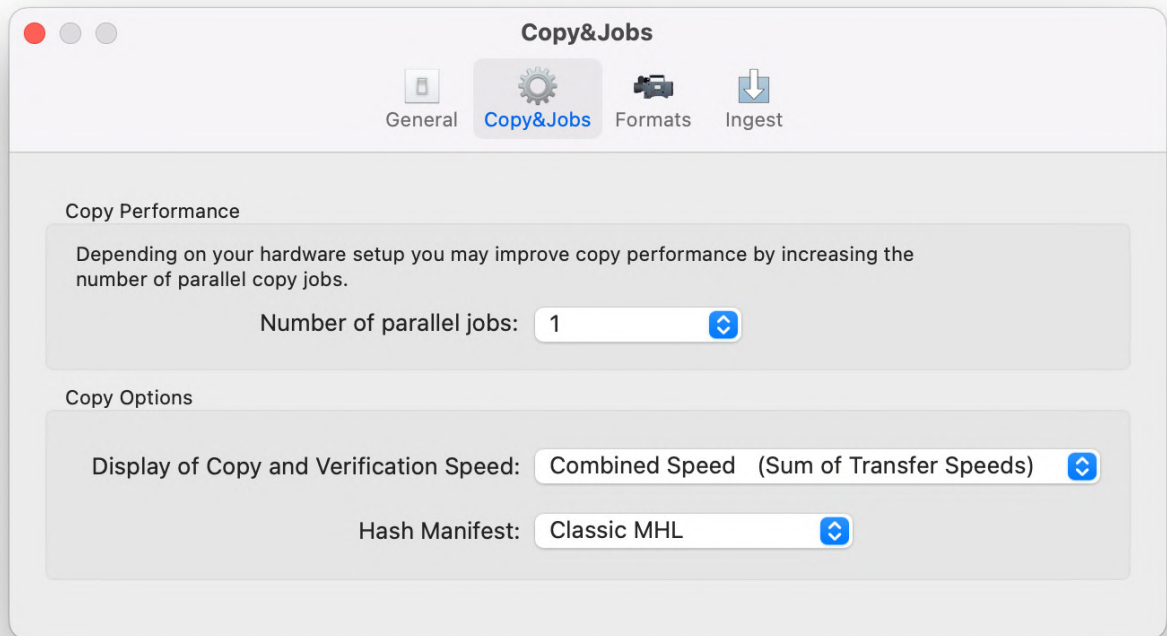 Copy&Jobs
General
Copy&Jobs
Formats
Ingest
Copy Performance
Depending on your hardware setup you may improve copy performance by increasing the
number of parallel copy jobs.
Number of parallel jobs: 1
Copy Options
Display of Copy and Verification Speed: Combined Speed (Sum of Transfer Speeds)
Hash Manifest: Classic MHL